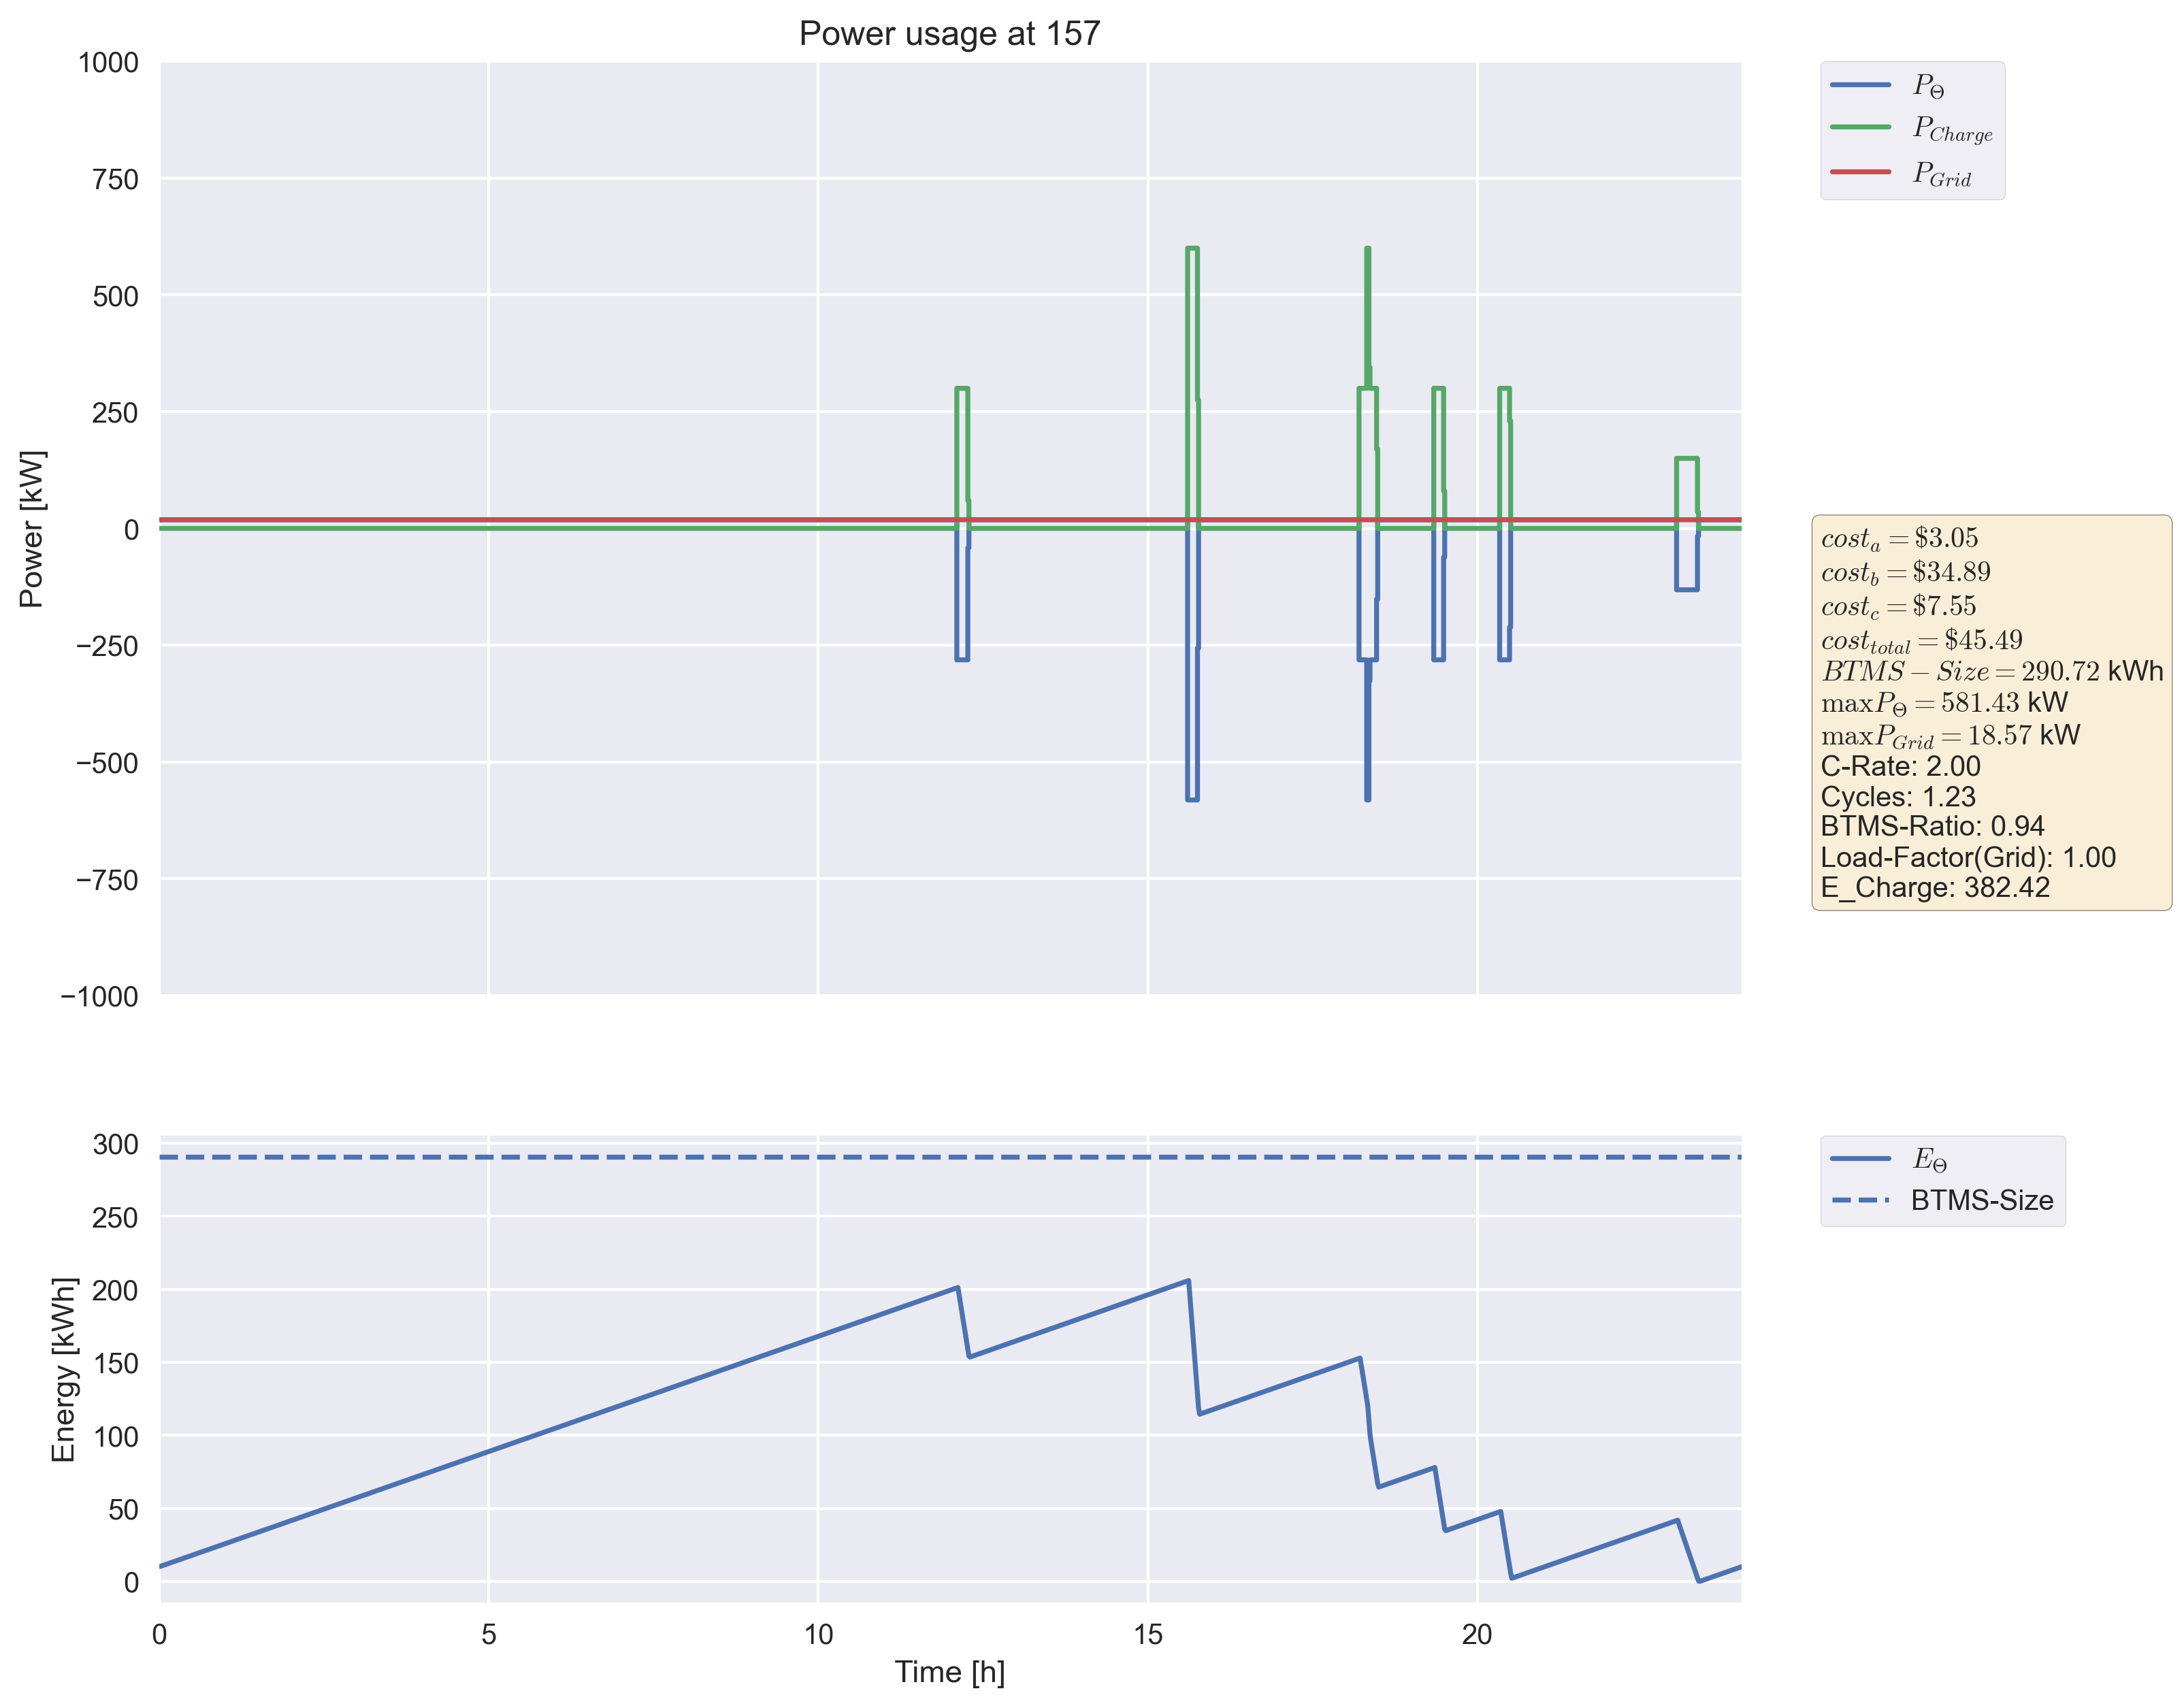 Power usage at 157
1000
750
500
250
0
−250
−500
−750
−1000
Power [kW]
P_Θ
P_Charge
P_Grid
cost_a = $3.05
cost_b = $34.89
cost_c = $7.55
cost_total = $45.49
BTMS − Size = 290.72 kWh
maxP_Θ = 581.43 kW
maxP_Grid = 18.57 kW
C-Rate: 2.00
Cycles: 1.23
BTMS-Ratio: 0.94
Load-Factor(Grid): 1.00
E_Charge: 382.42
300
250
200
150
100
50
0
Energy [kWh]
E_Θ
BTMS-Size
0 5 10 15 20
Time [h]